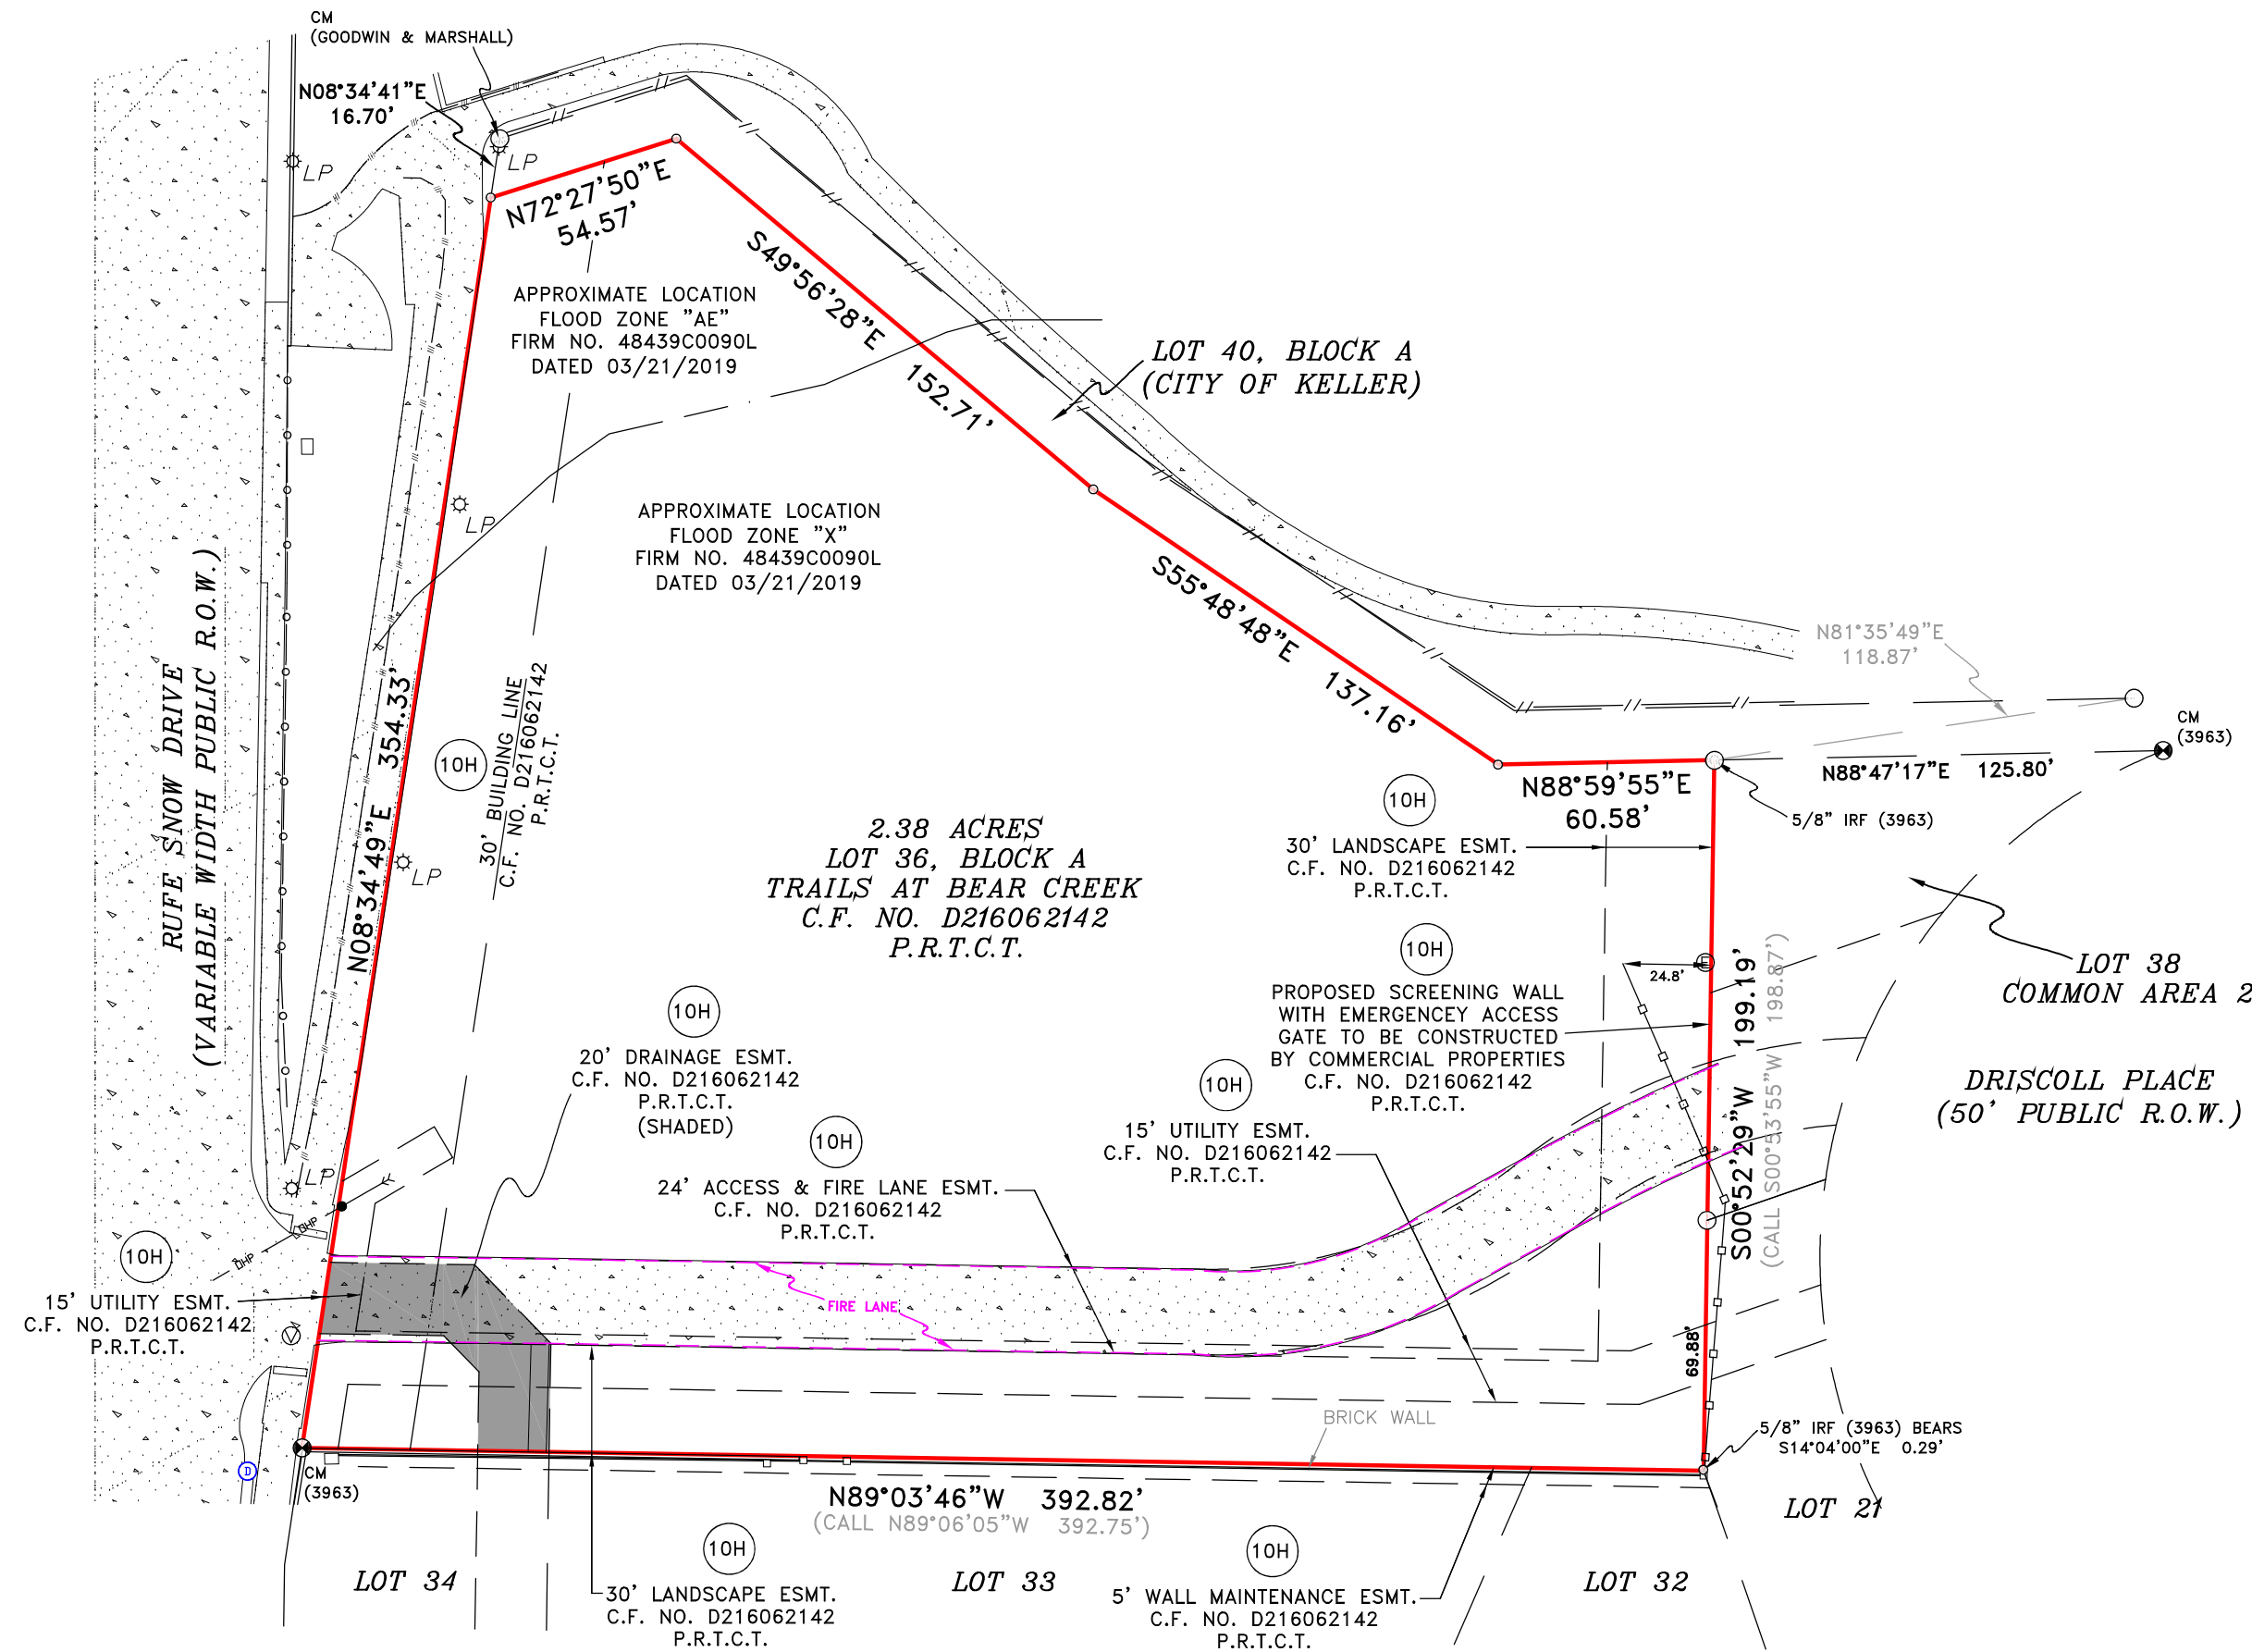 CM
(GOODWIN & MARSHALL)
N08°34'41"E
16.70'
LP
LP
N72°27'50"E
54.57'
S49°56'28"E 152.71'
APPROXIMATE LOCATION
FLOOD ZONE "AE"
FIRM NO. 48439C0090L
DATED 03/21/2019
LOT 40, BLOCK A
(CITY OF KELLER)
LP
APPROXIMATE LOCATION
FLOOD ZONE "X"
FIRM NO. 48439C0090L
DATED 03/21/2019
S55°48'48"E 137.16'
N81°35'49"E
118.87'
RUFE SNOW DRIVE
(VARIABLE WIDTH PUBLIC R.O.W.)
N08°34'49"E 354.33'
10H
30' BUILDING LINE
C.F. NO. D216062142
P.R.T.C.T.
LP
CM
(3963)
N88°47'17"E 125.80'
N88°59'55"E
60.58'
5/8" IRF (3963)
10H
30' LANDSCAPE ESMT.
C.F. NO. D216062142
P.R.T.C.T.
2.38 ACRES
LOT 36, BLOCK A
TRAILS AT BEAR CREEK
C.F. NO. D216062142
P.R.T.C.T.
10H
PROPOSED SCREENING WALL
WITH EMERGENCEY ACCESS
GATE TO BE CONSTRUCTED
BY COMMERCIAL PROPERTIES
C.F. NO. D216062142
P.R.T.C.T.
24.8'
E
S00°52'29"W 199.19'
(CALL S00°53'55"W 198.87')
LOT 38
COMMON AREA 2
DRISCOLL PLACE
(50' PUBLIC R.O.W.)
10H
20' DRAINAGE ESMT.
C.F. NO. D216062142
P.R.T.C.T.
(SHADED)
10H
24' ACCESS & FIRE LANE ESMT.
C.F. NO. D216062142
P.R.T.C.T.
10H
15' UTILITY ESMT.
C.F. NO. D216062142
P.R.T.C.T.
LP
OHP
OHP
10H
15' UTILITY ESMT.
C.F. NO. D216062142
P.R.T.C.T.
V
FIRE LANE
69.88'
BRICK WALL
5/8" IRF (3963) BEARS
S14°04'00"E 0.29'
D
CM
(3963)
N89°03'46"W 392.82'
(CALL N89°06'05"W 392.75')
LOT 21
10H
30' LANDSCAPE ESMT.
C.F. NO. D216062142
P.R.T.C.T.
10H
5' WALL MAINTENANCE ESMT.
C.F. NO. D216062142
P.R.T.C.T.
LOT 34
LOT 33
LOT 32